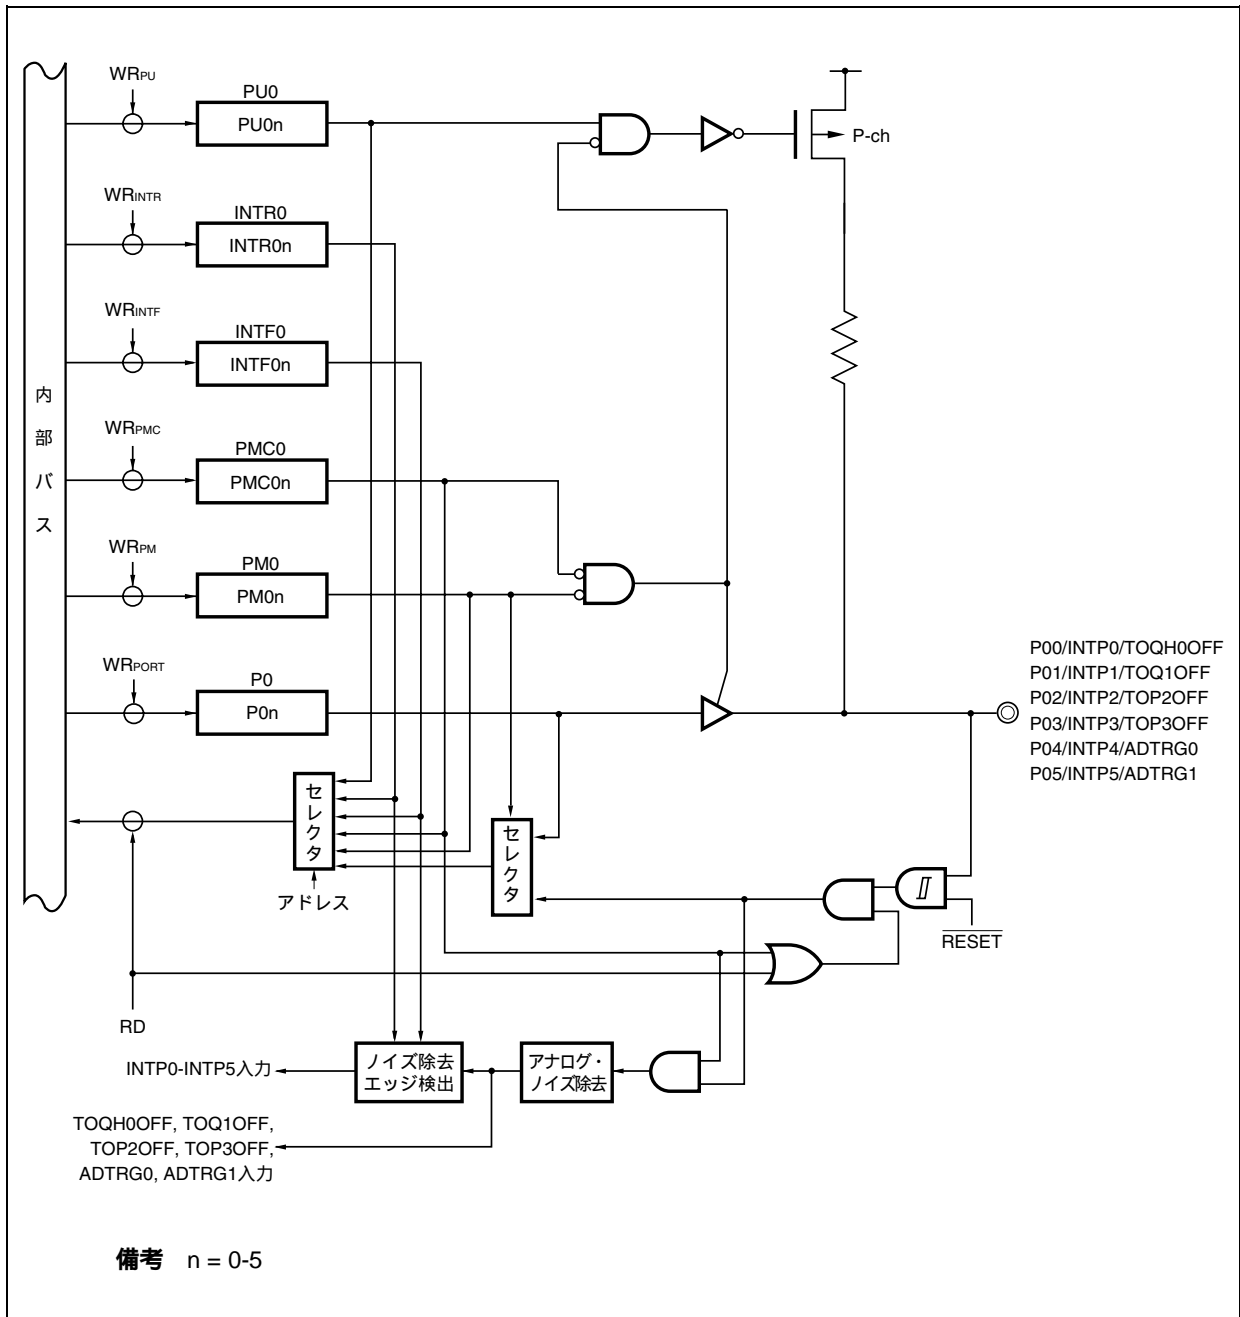 WRPU
PU0
PU0n
P-ch
WRINTR
INTR0
INTR0n
WRINTF
INTF0
INTF0n
内部バス
WRPMC
PMC0
PMC0n
WRPM
PM0
PM0n
WRPORT
P0
P0n
P00/INTP0/TOQH0OFF
P01/INTP1/TOQ1OFF
P02/INTP2/TOP2OFF
P03/INTP3/TOP3OFF
P04/INTP4/ADTRG0
P05/INTP5/ADTRG1
セレクタ
セレクタ
アドレス
RESET
RD
INTP0-INTP5入力
ノイズ除去
エッジ検出
アナログ・
ノイズ除去
TOQH0OFF, TOQ1OFF,
TOP2OFF, TOP3OFF,
ADTRG0, ADTRG1入力
備考 n = 0-5